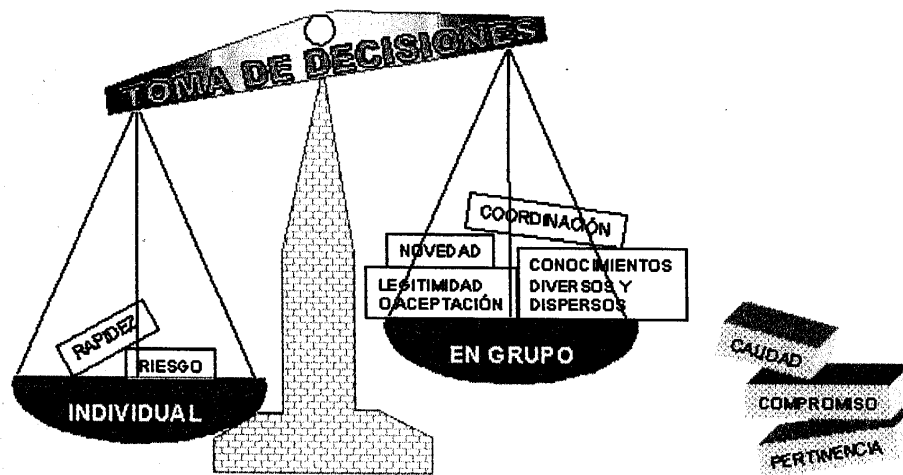 TOMA DE DECISIONES
COORDINACIÓN
NOVEDAD
LEGITIMIDAD
O ACEPTACIÓN
CONOCIMIENTOS
DIVERSOS Y
DISPERSOS
EN GRUPO
RAPIDEZ
RIESGO
INDIVIDUAL
CALIDAD
COMPROMISO
PERTINENCIA